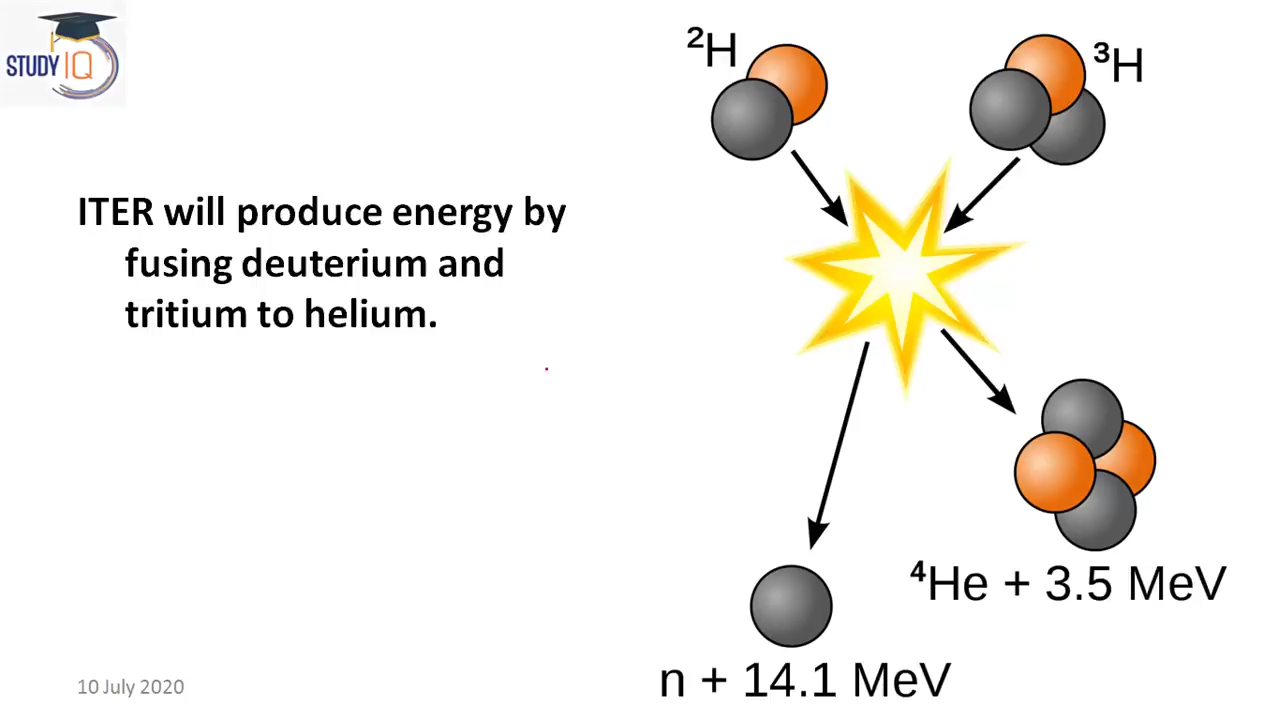 STUDY IQ
ITER will produce energy by
fusing deuterium and
tritium to helium.
²H
³H
⁴He + 3.5 MeV
n + 14.1 MeV
10 July 2020